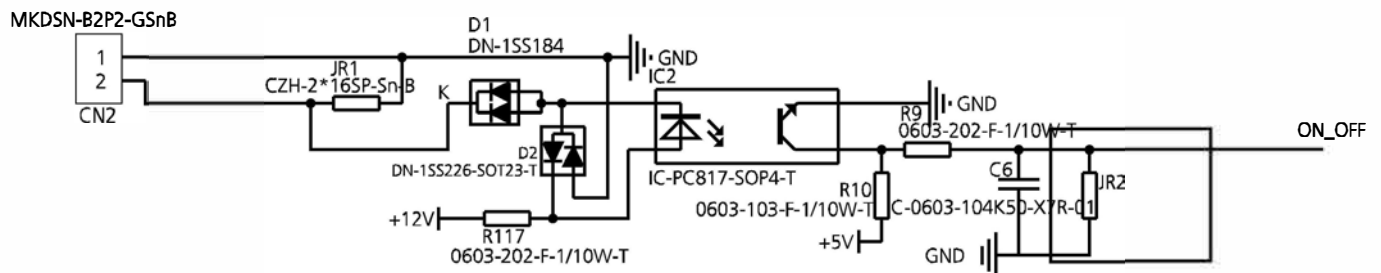 MKDSN-B2P2-GSnB
1
2
CN2
JR1
CZH-2*16SP-Sn-B
D1
DN-1SS184
K
GND
IC2
D2
DN-1SS226-SOT23-T
+12V
R117
0603-202-F-1/10W-T
IC-PC817-SOP4-T
GND
R9
0603-202-F-1/10W-T
ON_OFF
R10
0603-103-F-1/10W-T
+5V
C6
C-0603-104K50-X7R-01
JR2
GND